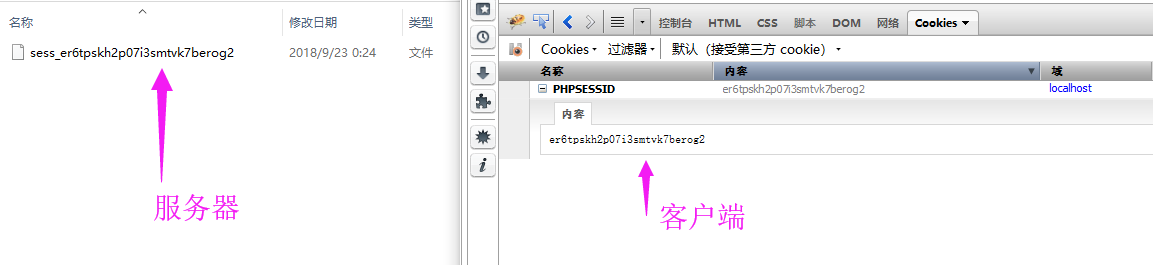 名称 修改日期 类型
sess_er6tpskh2p07i3smtvk7berog2 2018/9/23 0:24 文件
服务器
控制台 HTML CSS 脚本 DOM 网络 Cookies
Cookies 过滤器 默认（接受第三方 cookie）
名称 内容 域
PHPSESSID er6tpskh2p07i3smtvk7berog2 localhost
内容
er6tpskh2p07i3smtvk7berog2
客户端